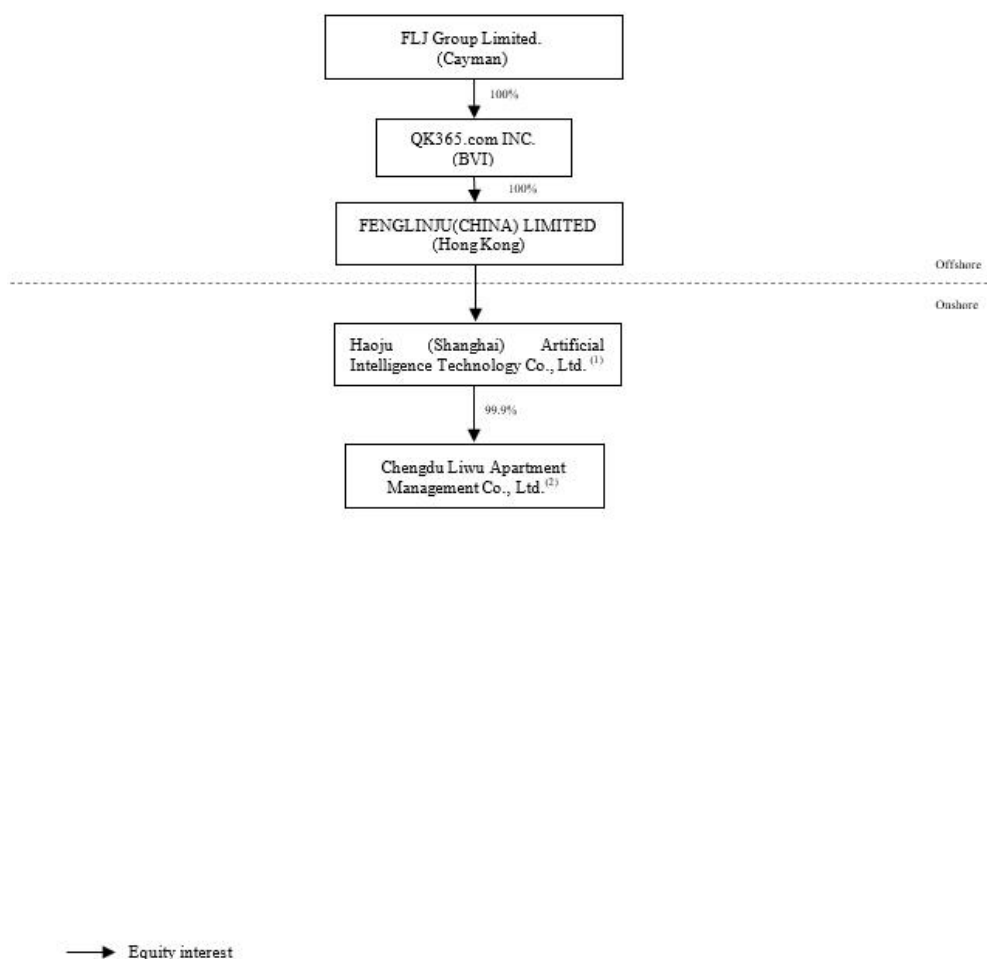 FLJ Group Limited.
(Cayman)
100%
QK365.com INC.
(BVI)
100%
FENGLINJU(CHINA) LIMITED
(Hong Kong)
Offshore
Onshore
Haoju (Shanghai) Artificial
Intelligence Technology Co., Ltd. (1)
99.9%
Chengdu Liwu Apartment
Management Co., Ltd.(2)
Equity interest